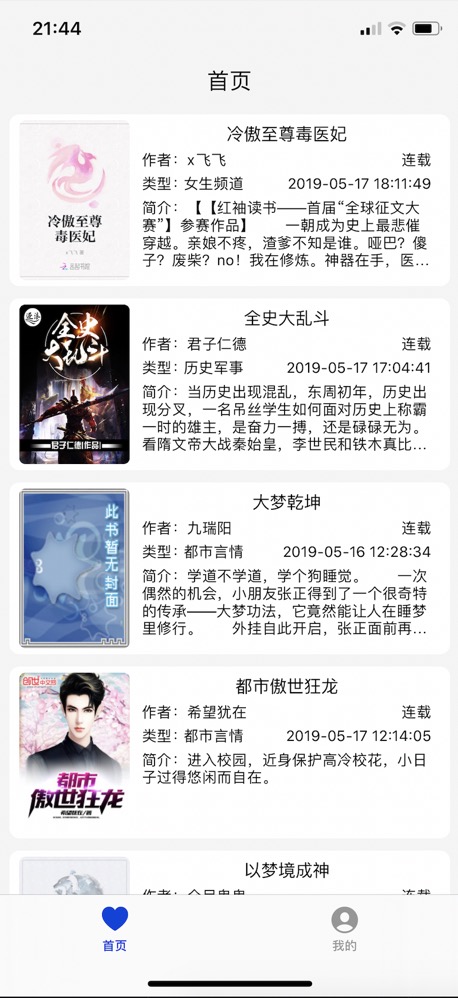 21:44
首页
冷傲至尊
毒医妃
冷傲至尊毒医妃
作者：x飞飞 连载
类型：女生频道 2019-05-17 18:11:49
简介：【【红袖读书——首届“全球征文大
赛”】参赛作品】 一朝成为史上最悲催
穿越。亲娘不疼，渣爹不知是谁。哑巴？傻
子？废柴？no！我在修炼。神器在手，医...
全史
大乱斗
君子仁德|作品|
全史大乱斗
作者：君子仁德 连载
类型：历史军事 2019-05-17 17:04:41
简介：当历史出现混乱，东周初年，历史出
现分叉，一名吊丝学生如何面对历史上称霸
一时的雄主，是奋力一搏，还是碌碌无为。
看隋文帝大战秦始皇，李世民和铁木真比...
此书暂无封面
大梦乾坤
作者：九瑞阳 连载
类型：都市言情 2019-05-16 12:28:34
简介：学道不学道，学个狗睡觉。 一次
偶然的机会，小朋友张正得到了一个很奇特
的传承——大梦功法，它竟然能让人在睡梦
里修行。 外挂自此开启，张正面前再...
创世中文网
都市
傲世狂龙
都市傲世狂龙
作者：希望犹在 连载
类型：都市言情 2019-05-17 12:14:05
简介：进入校园，近身保护高冷校花，小日
子过得悠闲而自在。
以梦境成神
首页
我的